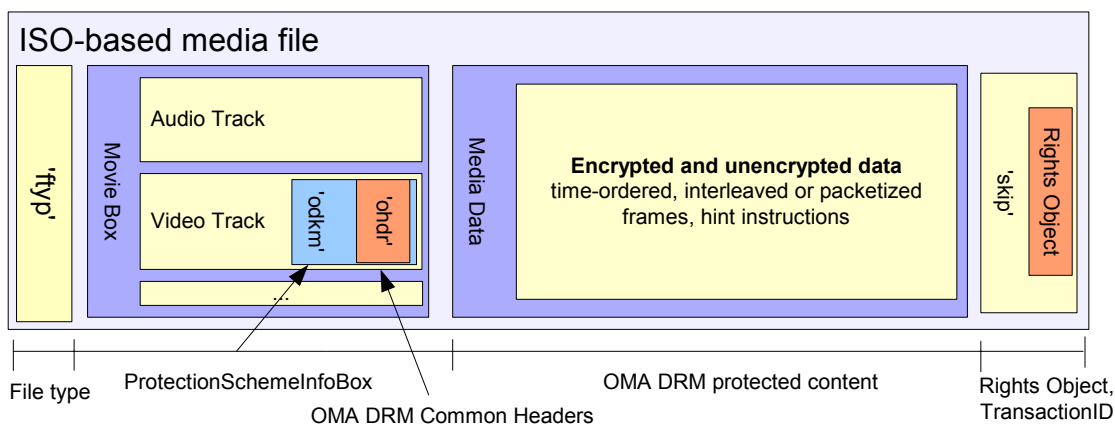 ISO-based media file
'ftyp'
Movie Box
Audio Track
Video Track
'odkm'
'ohdr'
...
Media Data
Encrypted and unencrypted data
time-ordered, interleaved or packetized
frames, hint instructions
'skip'
Rights Object
File type
ProtectionSchemeInfoBox
OMA DRM Common Headers
OMA DRM protected content
Rights Object,
TransactionID